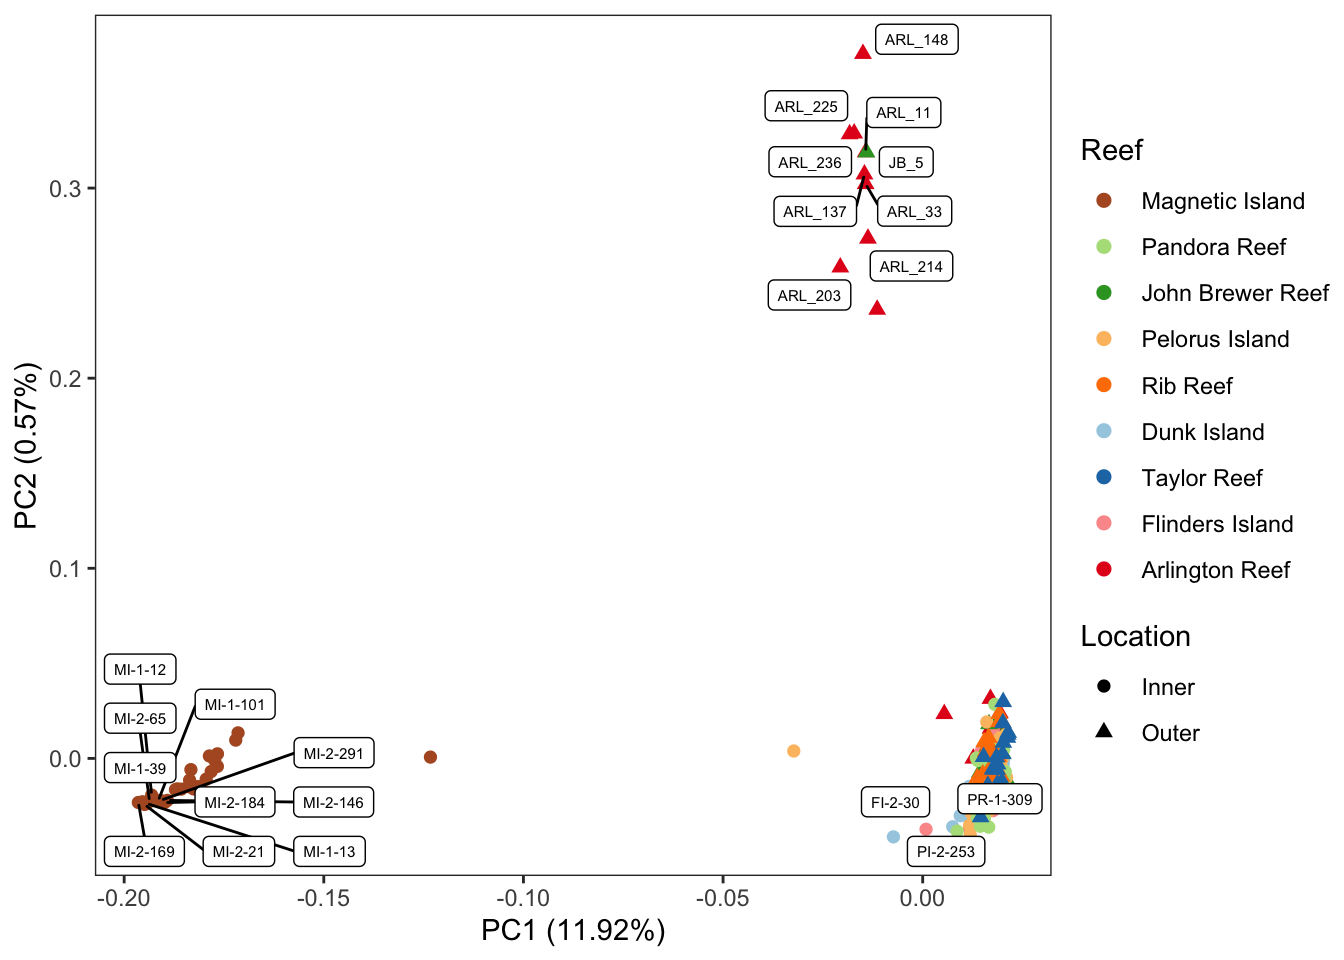 ARL_148
ARL_225
ARL_11
ARL_236
JB_5
ARL_137
ARL_33
ARL_214
ARL_203
MI-1-12
MI-1-101
MI-2-65
MI-2-291
MI-1-39
MI-2-184
MI-2-146
MI-2-169
MI-2-21
MI-1-13
FI-2-30
PR-1-309
PI-2-253
0.3
0.2
0.1
0.0
PC2 (0.57%)
-0.20
-0.15
-0.10
-0.05
0.00
PC1 (11.92%)
Reef
Magnetic Island
Pandora Reef
John Brewer Reef
Pelorus Island
Rib Reef
Dunk Island
Taylor Reef
Flinders Island
Arlington Reef
Location
Inner
Outer